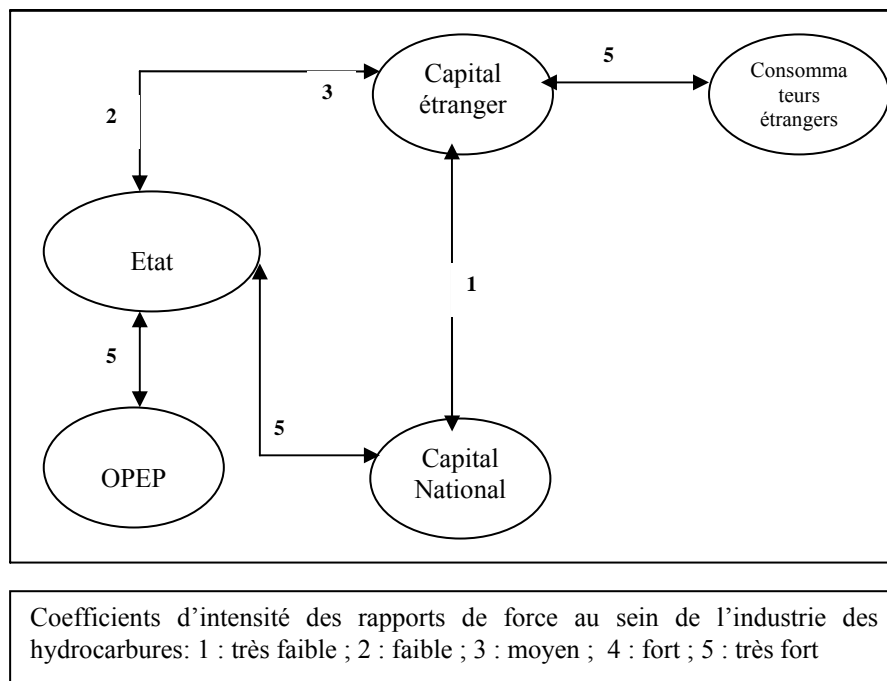 5
Capital
étranger
Consomma
teurs
étrangers
3
2
Etat
1
5
5
OPEP
Capital
National
Coefficients d’intensité des rapports de force au sein de l’industrie des
hydrocarbures: 1 : très faible ; 2 : faible ; 3 : moyen ; 4 : fort ; 5 : très fort